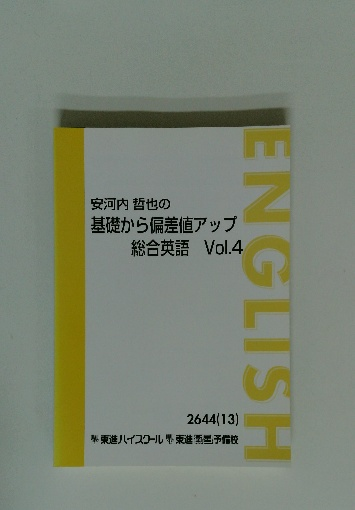 安河内 哲也の
基礎から偏差値アップ
総合英語 Vol.4
ENGLISH
2644(13)
東進ハイスクール 東進衛星予備校